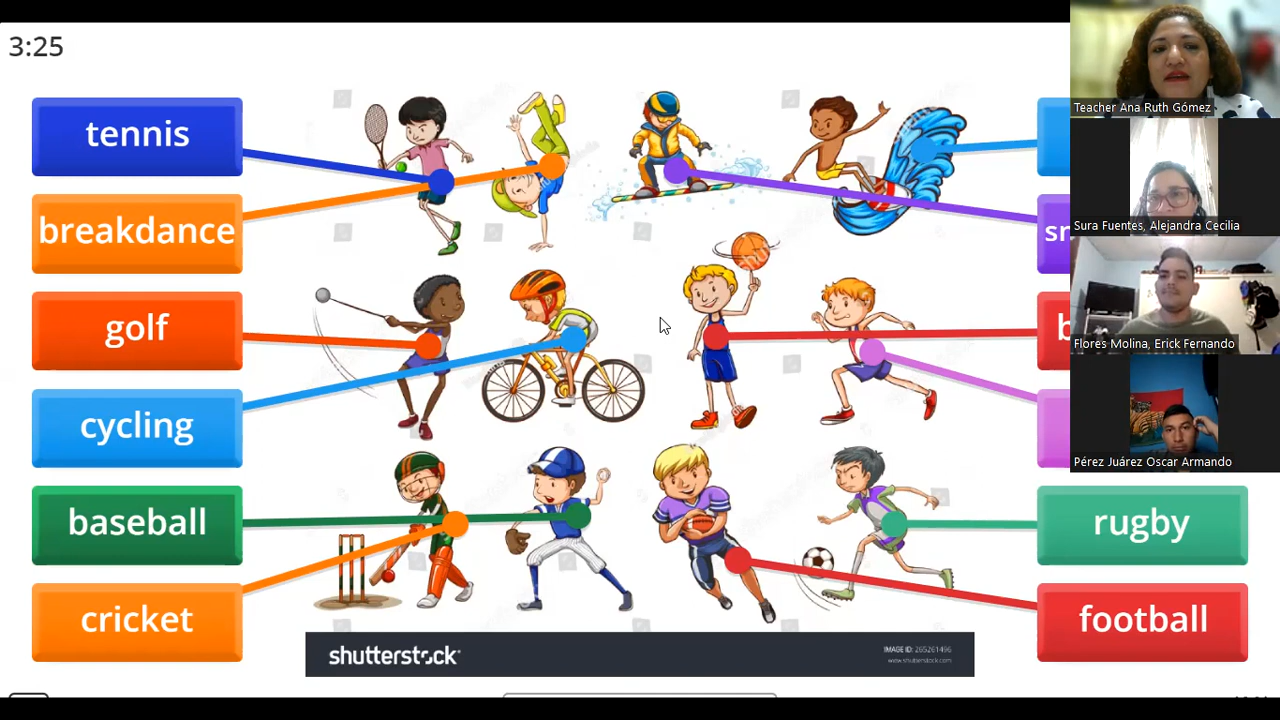 3:25
tennis
breakdance
golf
cycling
baseball
cricket
rugby
football
shutterstock
IMAGE ID: 265261496
www.shutterstock.com
Teacher Ana Ruth Gómez
Sura Fuentes, Alejandra Cecilia
Flores Molina, Erick Fernando
Pérez Juárez Oscar Armando